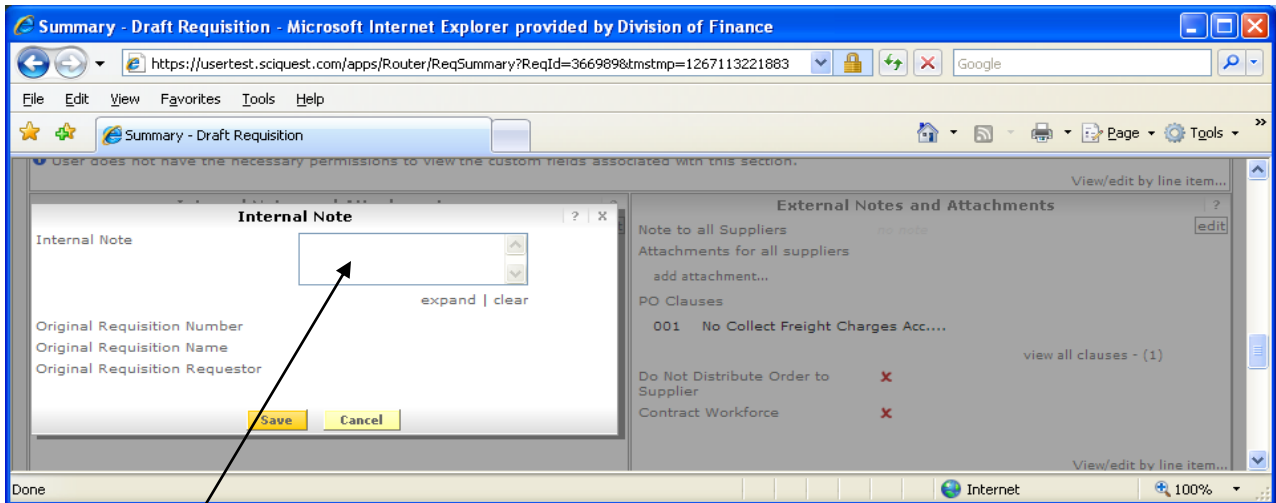 Summary - Draft Requisition - Microsoft Internet Explorer provided by Division of Finance
https://usertest.sciquest.com/apps/Router/ReqSummary?ReqId=366989&tmstmp=1267113221883
Google
File Edit View Favorites Tools Help
Summary - Draft Requisition
Page Tools »
User does not have the necessary permissions to view the custom fields associated with this section.
View/edit by line item...
Internal Note ? X
Internal Note
expand | clear
Original Requisition Number
Original Requisition Name
Original Requisition Requestor
Save Cancel
External Notes and Attachments ?
Note to all Suppliers no note edit
Attachments for all suppliers
add attachment...
PO Clauses
001 No Collect Freight Charges Acc....
view all clauses - (1)
Do Not Distribute Order to
Supplier
Contract Workforce
View/edit by line item...
Done Internet 100%